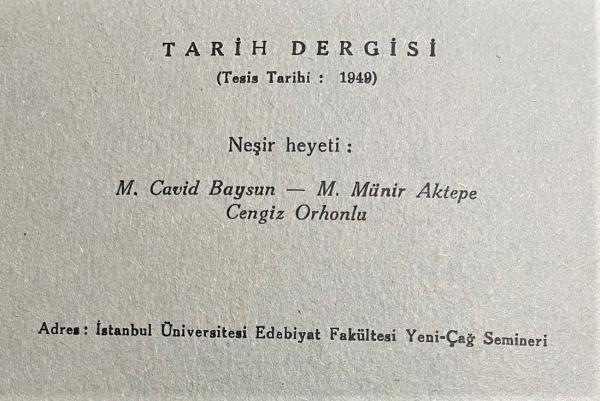 TARİH DERGİSİ
(Tesis Tarihi : 1949)
Neşir heyeti :
M. Cavid Baysun — M. Münir Aktepe
Cengiz Orhonlu
Adres : İstanbul Üniversitesi Edebiyat Fakültesi Yeni-Çağ Semineri